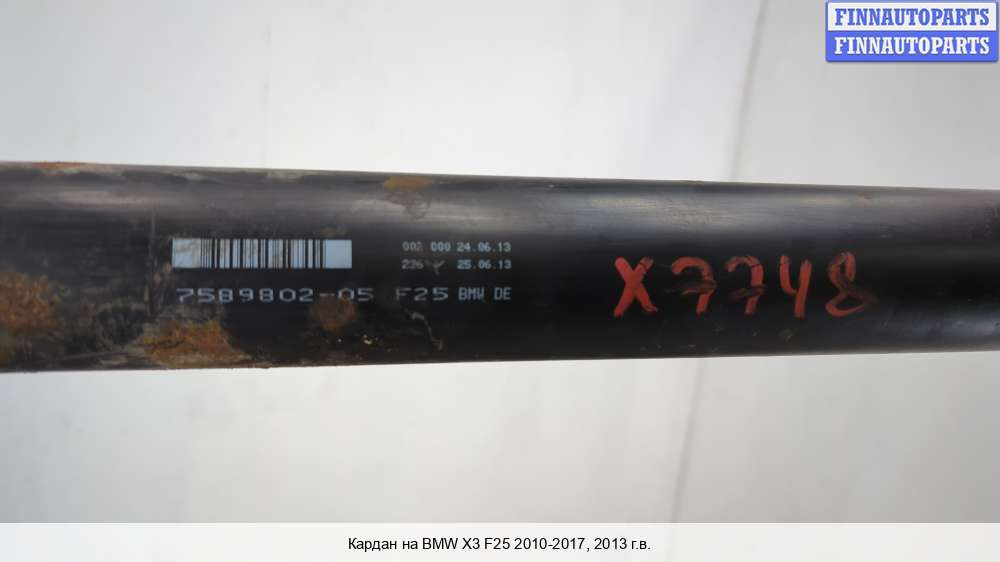 FINNAUTOPARTS
FINNAUTOPARTS
002 000 24.06.13
236 25.06.13
7589802-05 F25 BMW DE
X7748
Кардан на BMW X3 F25 2010-2017, 2013 г.в.